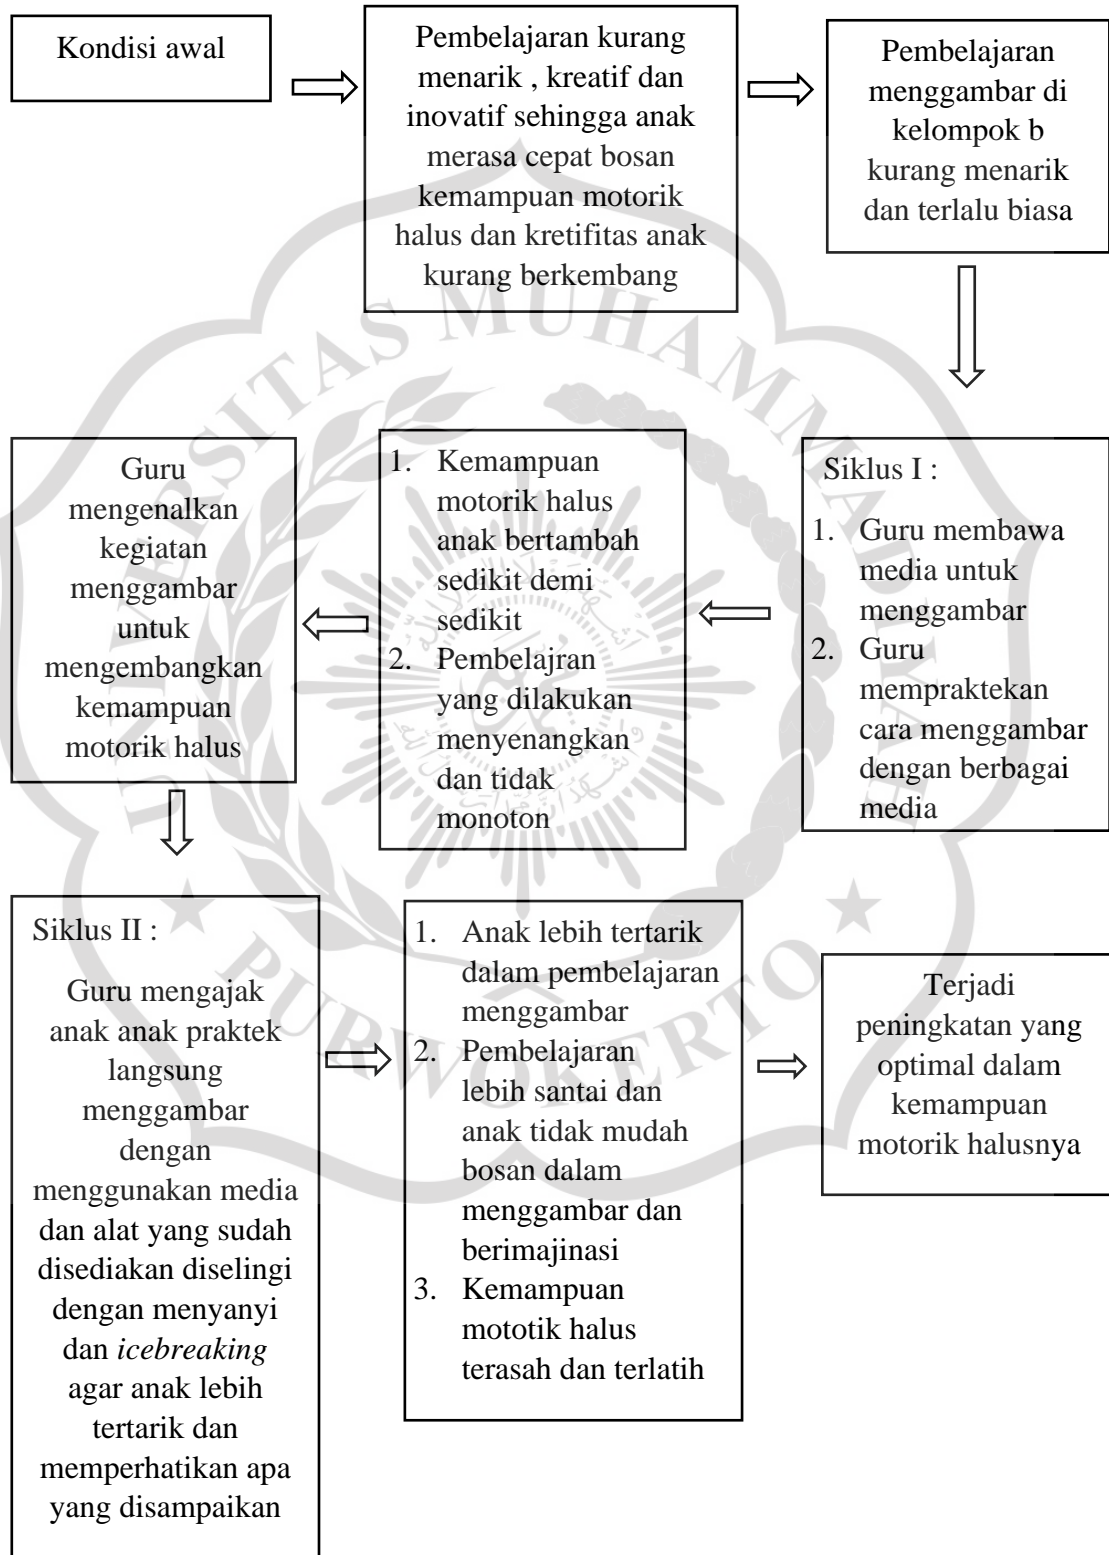 Kondisi awal
Pembelajaran kurang
menarik , kreatif dan
inovatif sehingga anak
merasa cepat bosan
kemampuan motorik
halus dan kretifitas anak
kurang berkembang
Pembelajaran
menggambar di
kelompok b
kurang menarik
dan terlalu biasa
Siklus I :
1. Guru membawa
media untuk
menggambar
2. Guru
mempraktekan
cara menggambar
dengan berbagai
media
1. Kemampuan
motorik halus
anak bertambah
sedikit demi
sedikit
2. Pembelajran
yang dilakukan
menyenangkan
dan tidak
monoton
Guru
mengenalkan
kegiatan
menggambar
untuk
mengembangkan
kemampuan
motorik halus
Siklus II :
Guru mengajak
anak anak praktek
langsung
menggambar
dengan
menggunakan media
dan alat yang sudah
disediakan diselingi
dengan menyanyi
dan icebreaking
agar anak lebih
tertarik dan
memperhatikan apa
yang disampaikan
1. Anak lebih tertarik
dalam pembelajaran
menggambar
2. Pembelajaran
lebih santai dan
anak tidak mudah
bosan dalam
menggambar dan
berimajinasi
3. Kemampuan
mototik halus
terasah dan terlatih
Terjadi
peningkatan yang
optimal dalam
kemampuan
motorik halusnya
UNIVERSITAS MUHAMMADIYAH
PURWOKERTO